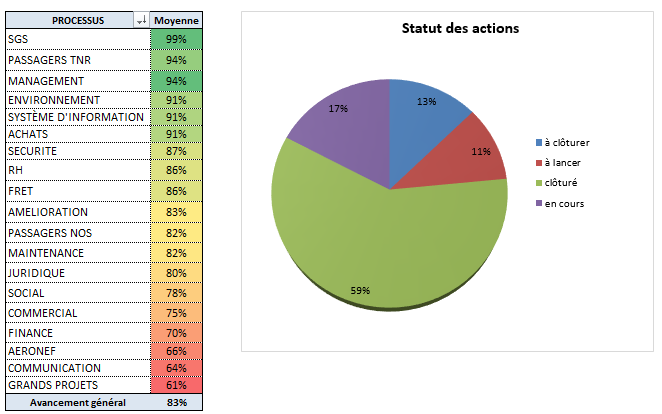 PROCESSUS Moyenne
SGS 99%
PASSAGERS TNR 94%
MANAGEMENT 94%
ENVIRONNEMENT 91%
SYSTÈME D'INFORMATION 91%
ACHATS 91%
SECURITE 87%
RH 86%
FRET 86%
AMELIORATION 83%
PASSAGERS NOS 82%
MAINTENANCE 82%
JURIDIQUE 80%
SOCIAL 78%
COMMERCIAL 75%
FINANCE 70%
AERONEF 66%
COMMUNICATION 64%
GRANDS PROJETS 61%
Avancement général 83%
Statut des actions
17%
13%
11%
59%
à clôturer
à lancer
clôturé
en cours